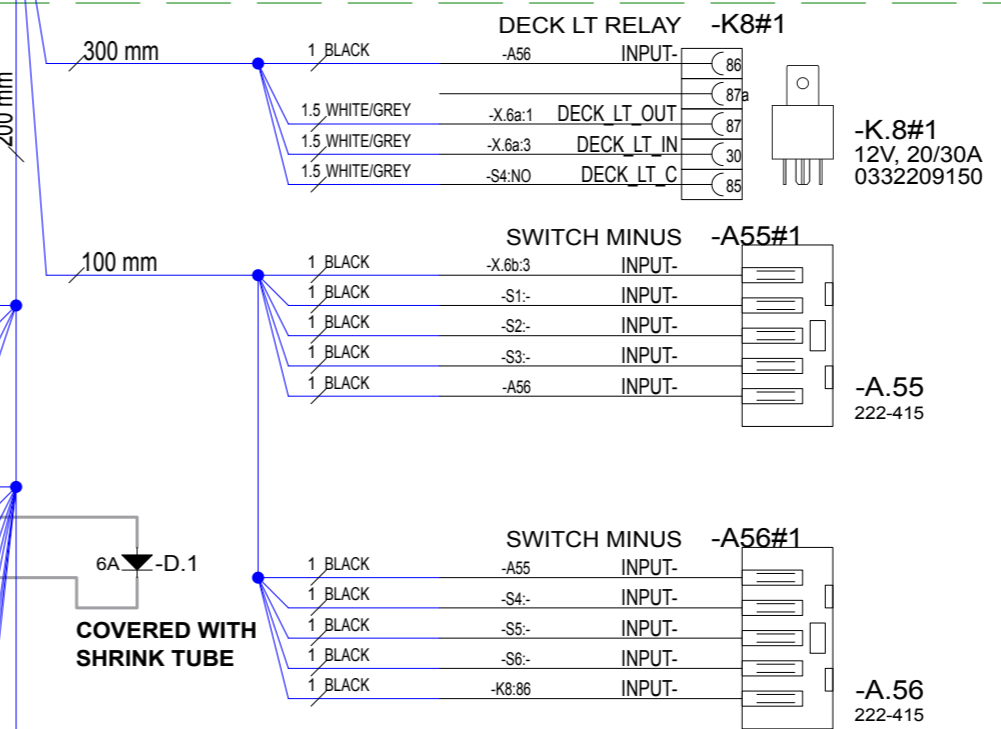 DECK LT RELAY -K8#1
300 mm
1 BLACK -A56 INPUT- 86
87a
1.5 WHITE/GREY -X.6a:1 DECK_LT_OUT 87
1.5 WHITE/GREY -X.6a:3 DECK_LT_IN 30
1.5 WHITE/GREY -S4:NO DECK_LT_C 85
-K.8#1
12V, 20/30A
0332209150
200 mm
SWITCH MINUS -A55#1
100 mm
1 BLACK -X.6b:3 INPUT-
1 BLACK -S1:- INPUT-
1 BLACK -S2:- INPUT-
1 BLACK -S3:- INPUT-
1 BLACK -A56 INPUT-
-A.55
222-415
SWITCH MINUS -A56#1
6A -D.1
COVERED WITH
SHRINK TUBE
1 BLACK -A55 INPUT-
1 BLACK -S4:- INPUT-
1 BLACK -S5:- INPUT-
1 BLACK -S6:- INPUT-
1 BLACK -K8:86 INPUT-
-A.56
222-415